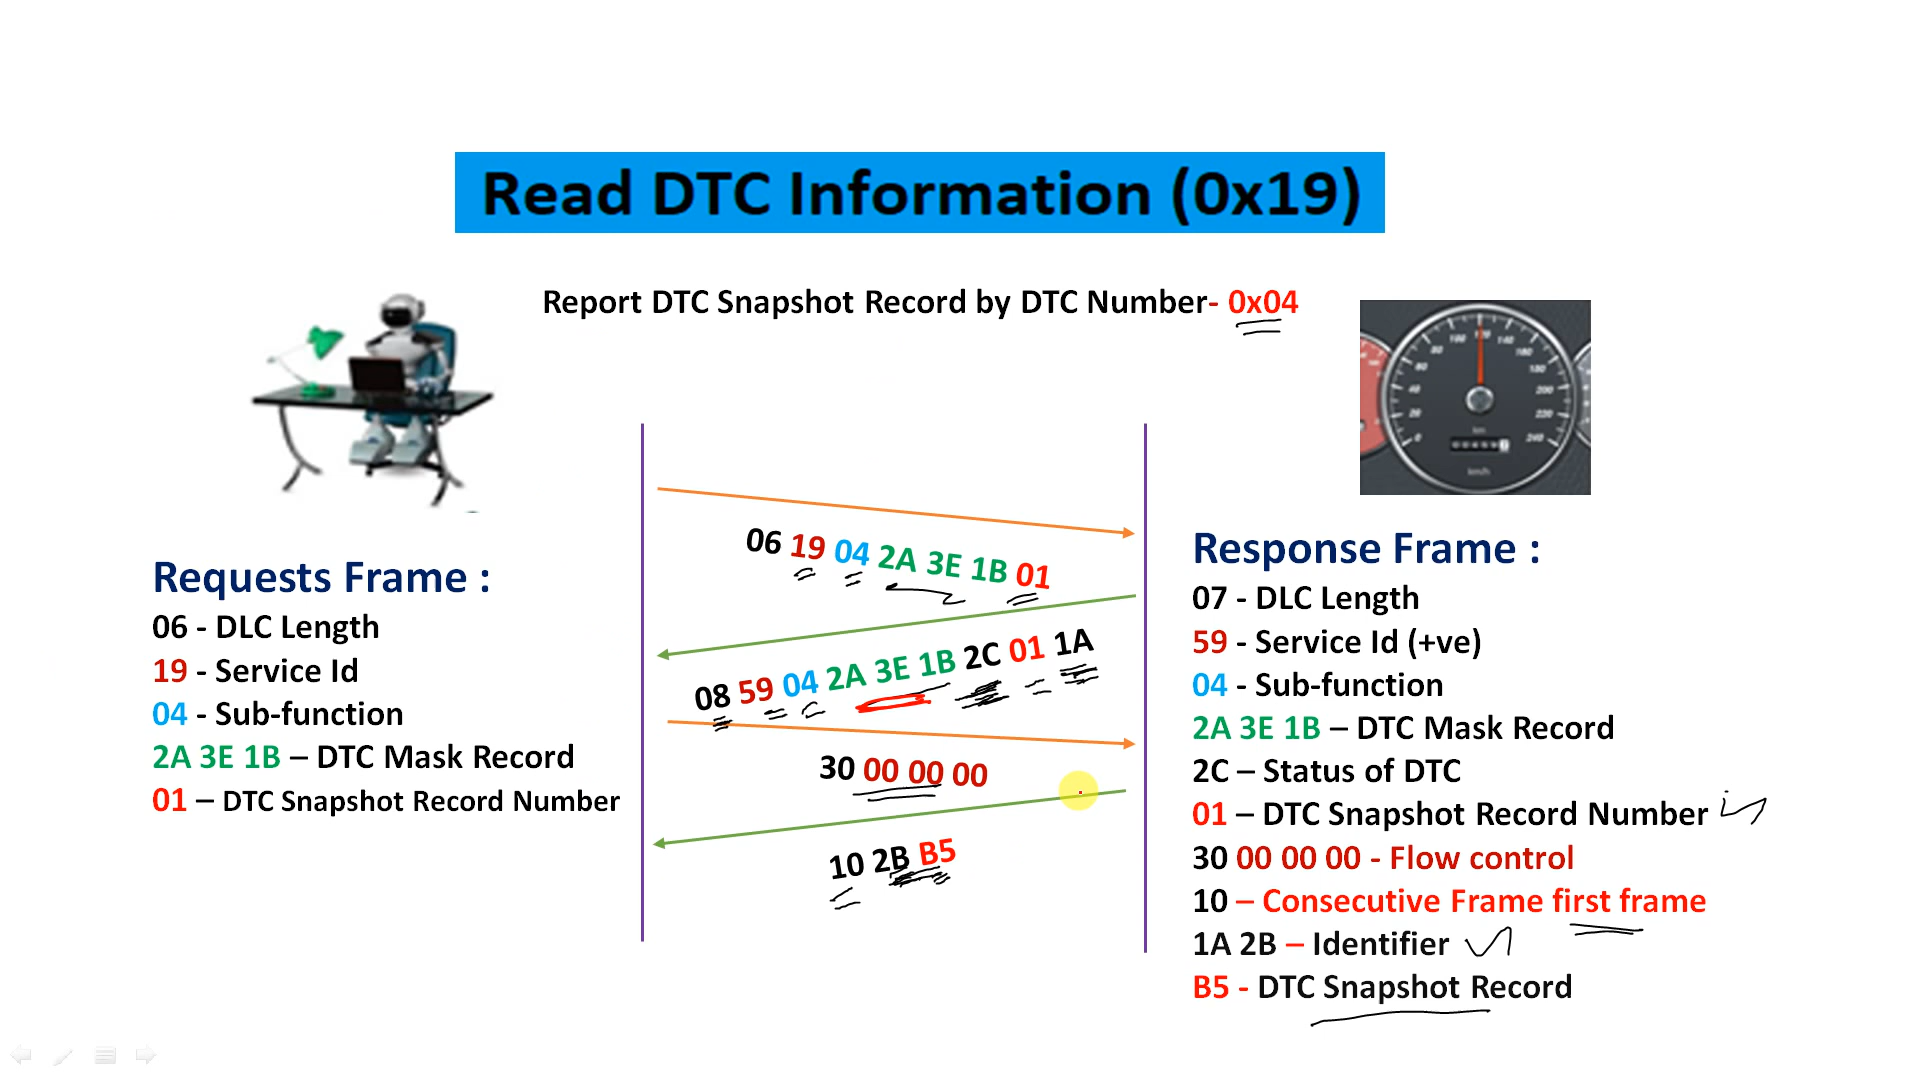 Read DTC Information (0x19)
Report DTC Snapshot Record by DTC Number- 0x04
06 19 04 2A 3E 1B 01
08 59 04 2A 3E 1B 2C 01 1A
30 00 00 00
10 2B B5
Requests Frame :
06 - DLC Length
19 - Service Id
04 - Sub-function
2A 3E 1B – DTC Mask Record
01 – DTC Snapshot Record Number
Response Frame :
07 - DLC Length
59 - Service Id (+ve)
04 - Sub-function
2A 3E 1B – DTC Mask Record
2C – Status of DTC
01 – DTC Snapshot Record Number
30 00 00 00 - Flow control
10 – Consecutive Frame first frame
1A 2B – Identifier
B5 - DTC Snapshot Record